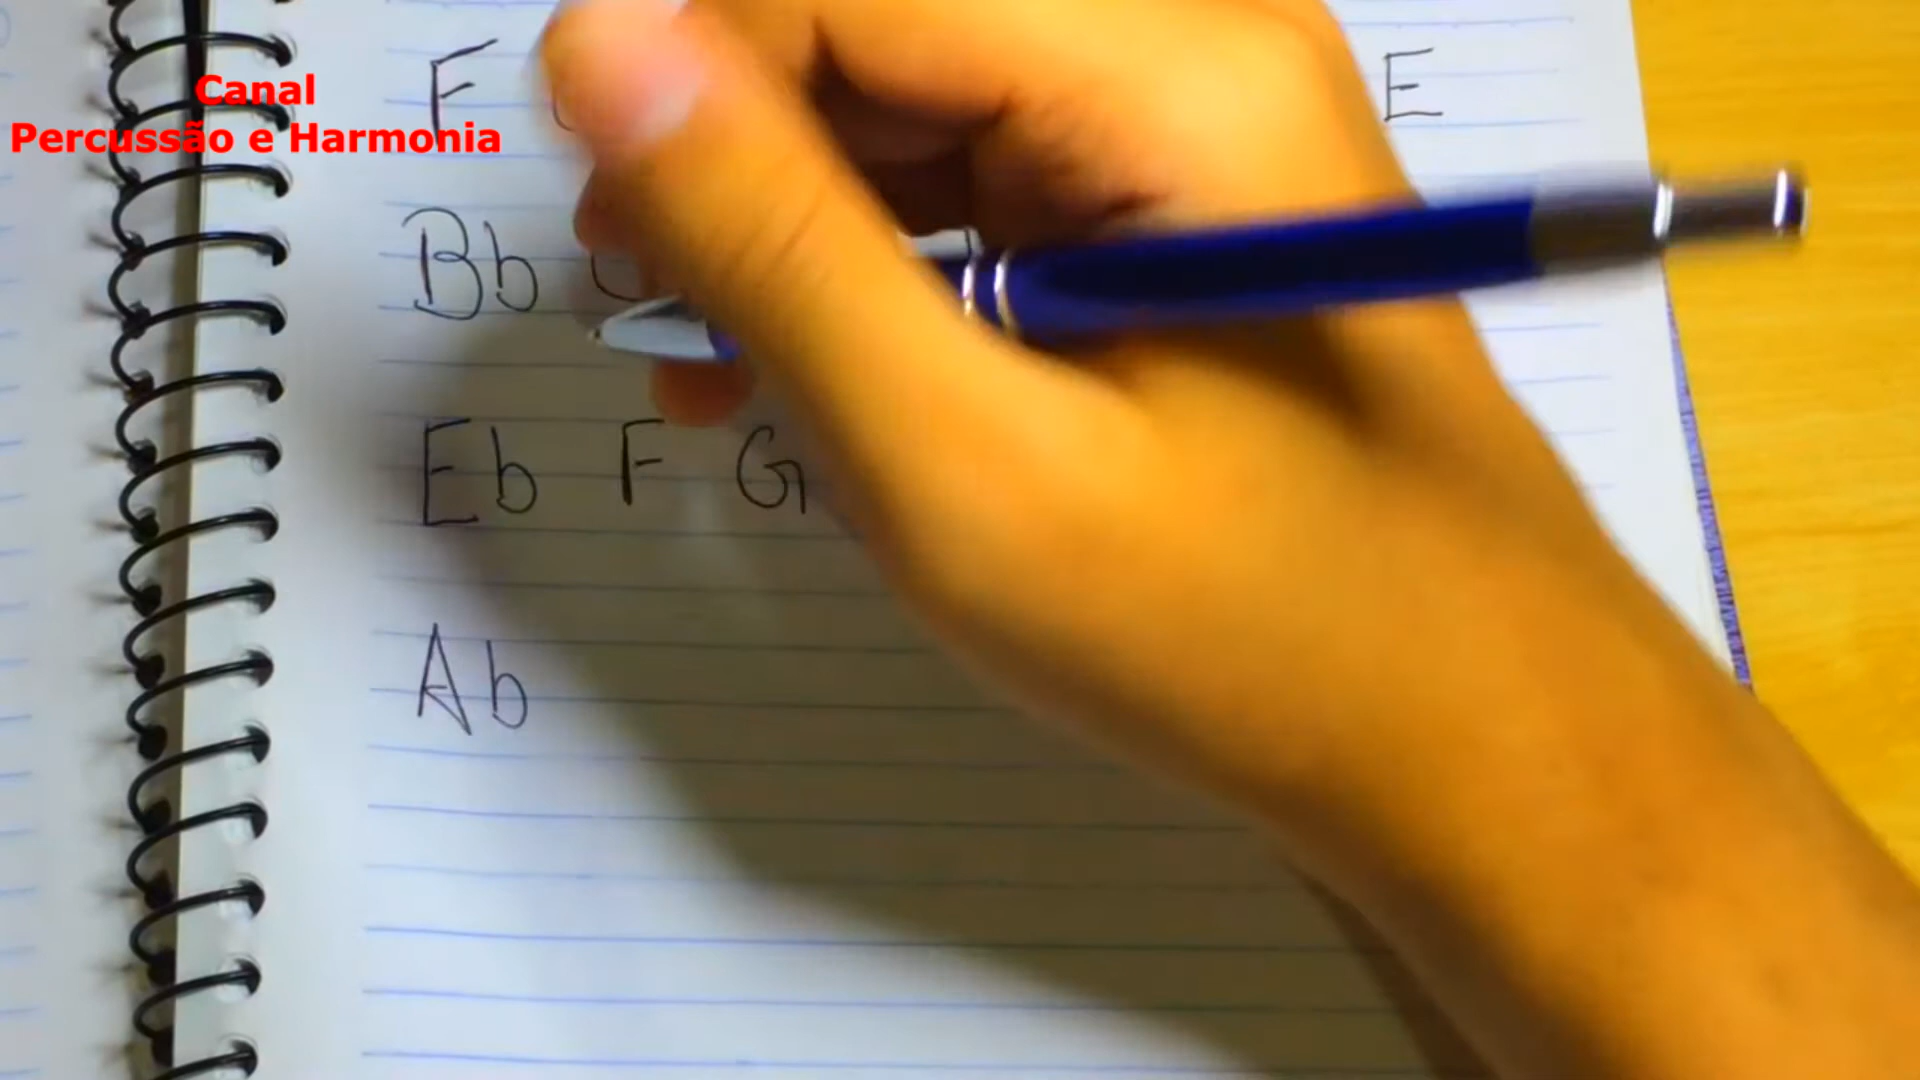 Canal
Percussão e Harmonia
F E
Bb
Eb F G
Ab